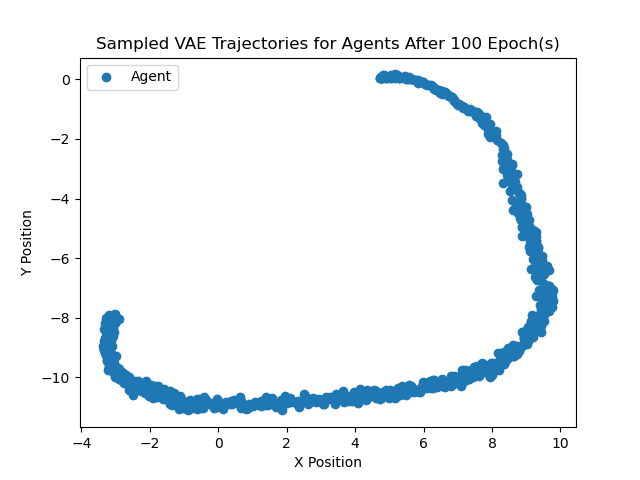 Sampled VAE Trajectories for Agents After 100 Epoch(s)
Agent
Y Position
0
−2
−4
−6
−8
−10
−4 −2 0 2 4 6 8 10
X Position